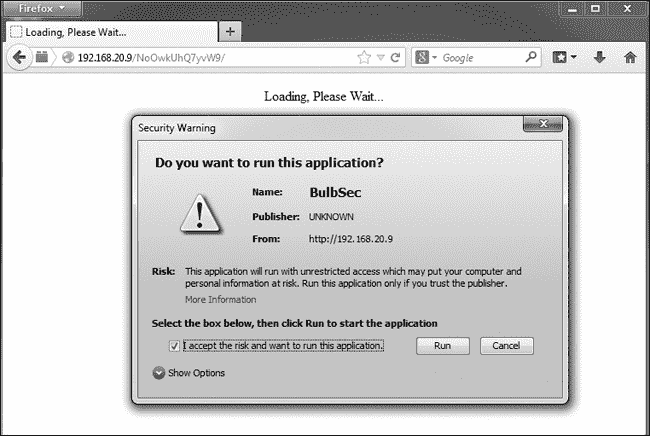 Firefox
Loading, Please Wait...
192.168.20.9/NoOwkUhQ7yvW9/
Google
Loading, Please Wait...
Security Warning
Do you want to run this application?
Name: BulbSec
Publisher: UNKNOWN
From: http://192.168.20.9
Risk: This application will run with unrestricted access which may put your computer and
personal information at risk. Run this application only if you trust the publisher.
More Information
Select the box below, then click Run to start the application
I accept the risk and want to run this application.
Run Cancel
Show Options